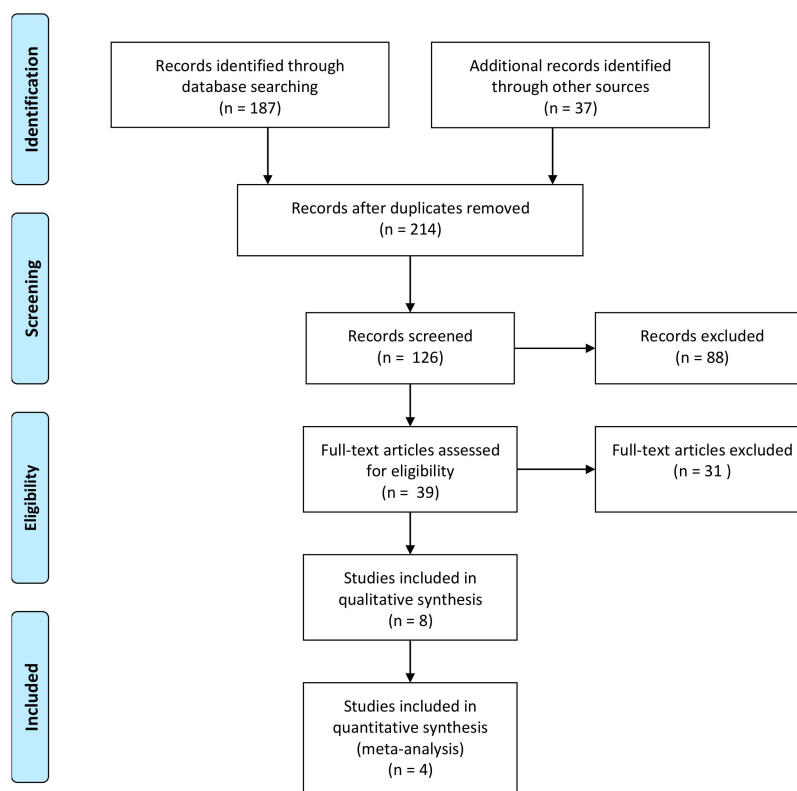 Identification
Records identified through
database searching
(n = 187)
Additional records identified
through other sources
(n = 37)
Records after duplicates removed
(n = 214)
Screening
Records screened
(n = 126)
Records excluded
(n = 88)
Eligibility
Full-text articles assessed
for eligibility
(n = 39)
Full-text articles excluded
(n = 31 )
Studies included in
qualitative synthesis
(n = 8)
Included
Studies included in
quantitative synthesis
(meta-analysis)
(n = 4)